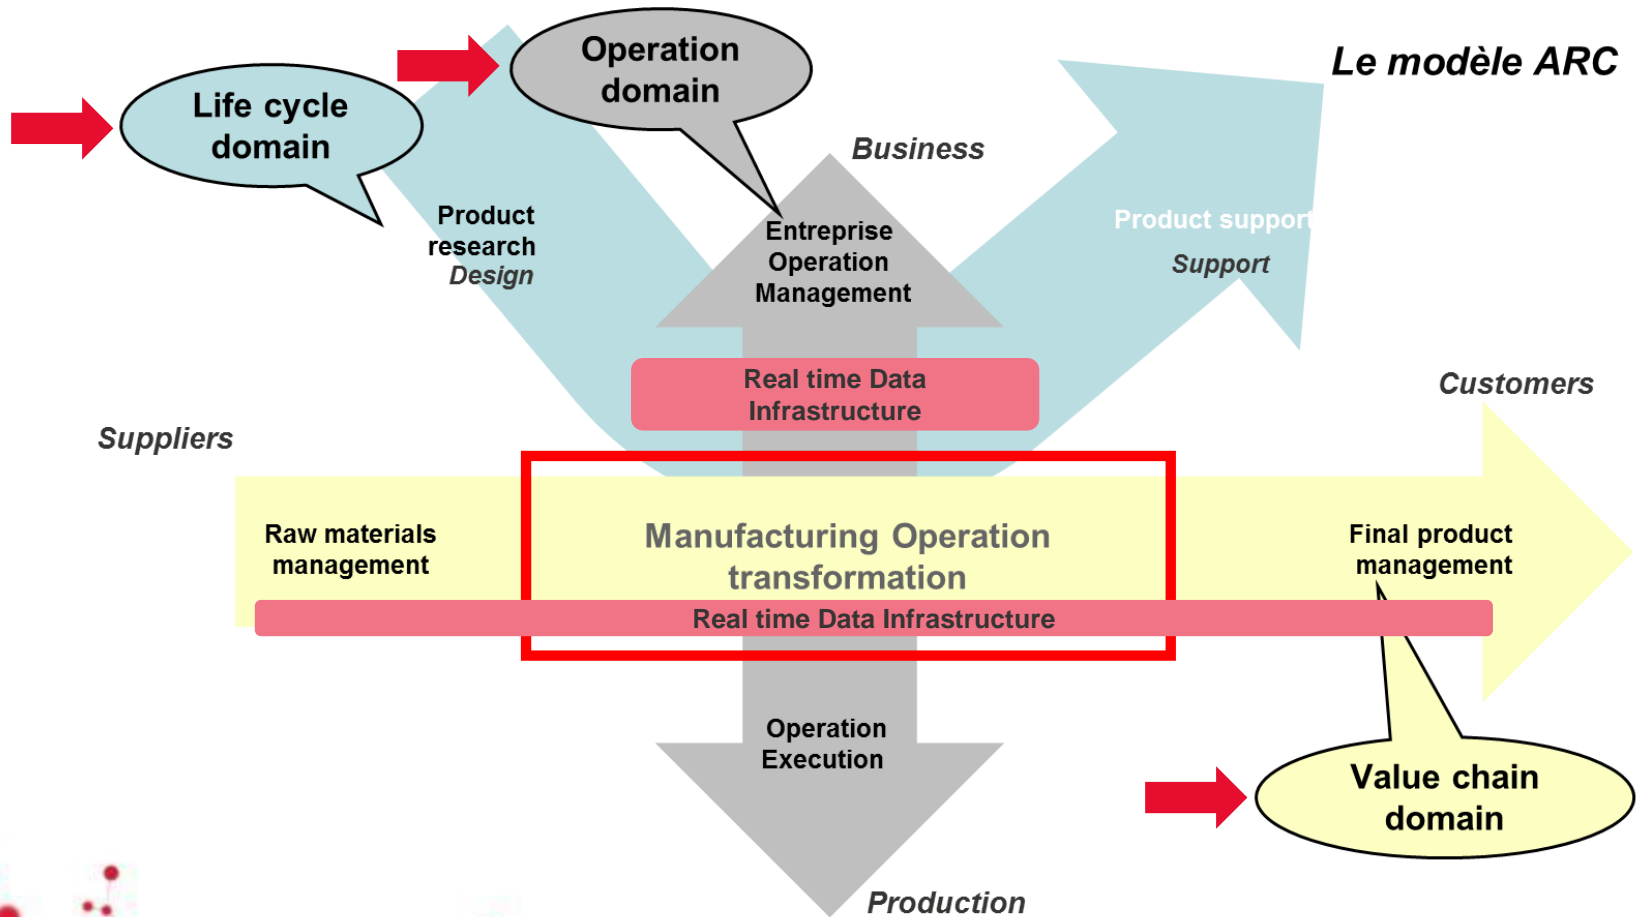 Le modèle ARC
Operation
domain
Life cycle
domain
Business
Product
research
Design
Entreprise
Operation
Management
Product support
Support
Real time Data
Infrastructure
Customers
Suppliers
Raw materials
management
Manufacturing Operation
transformation
Final product
management
Real time Data Infrastructure
Operation
Execution
Value chain
domain
Production